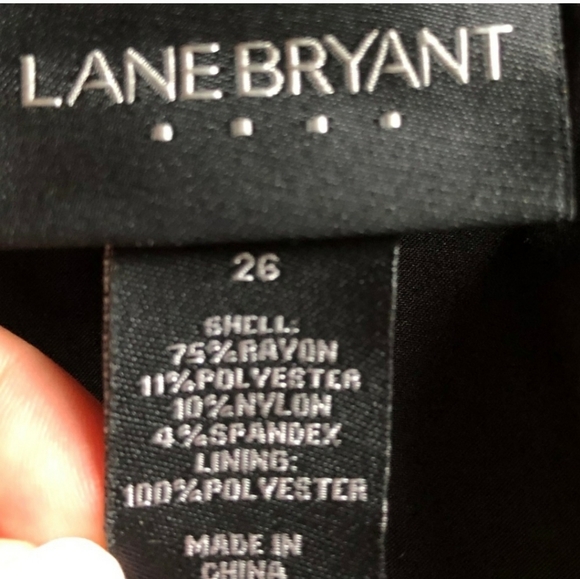 LANE BRYANT
26
SHELL:
75%RAYON
11%POLYESTER
10%NYLON
4%SPANDEX
LINING:
100%POLYESTER
MADE IN
CHINA